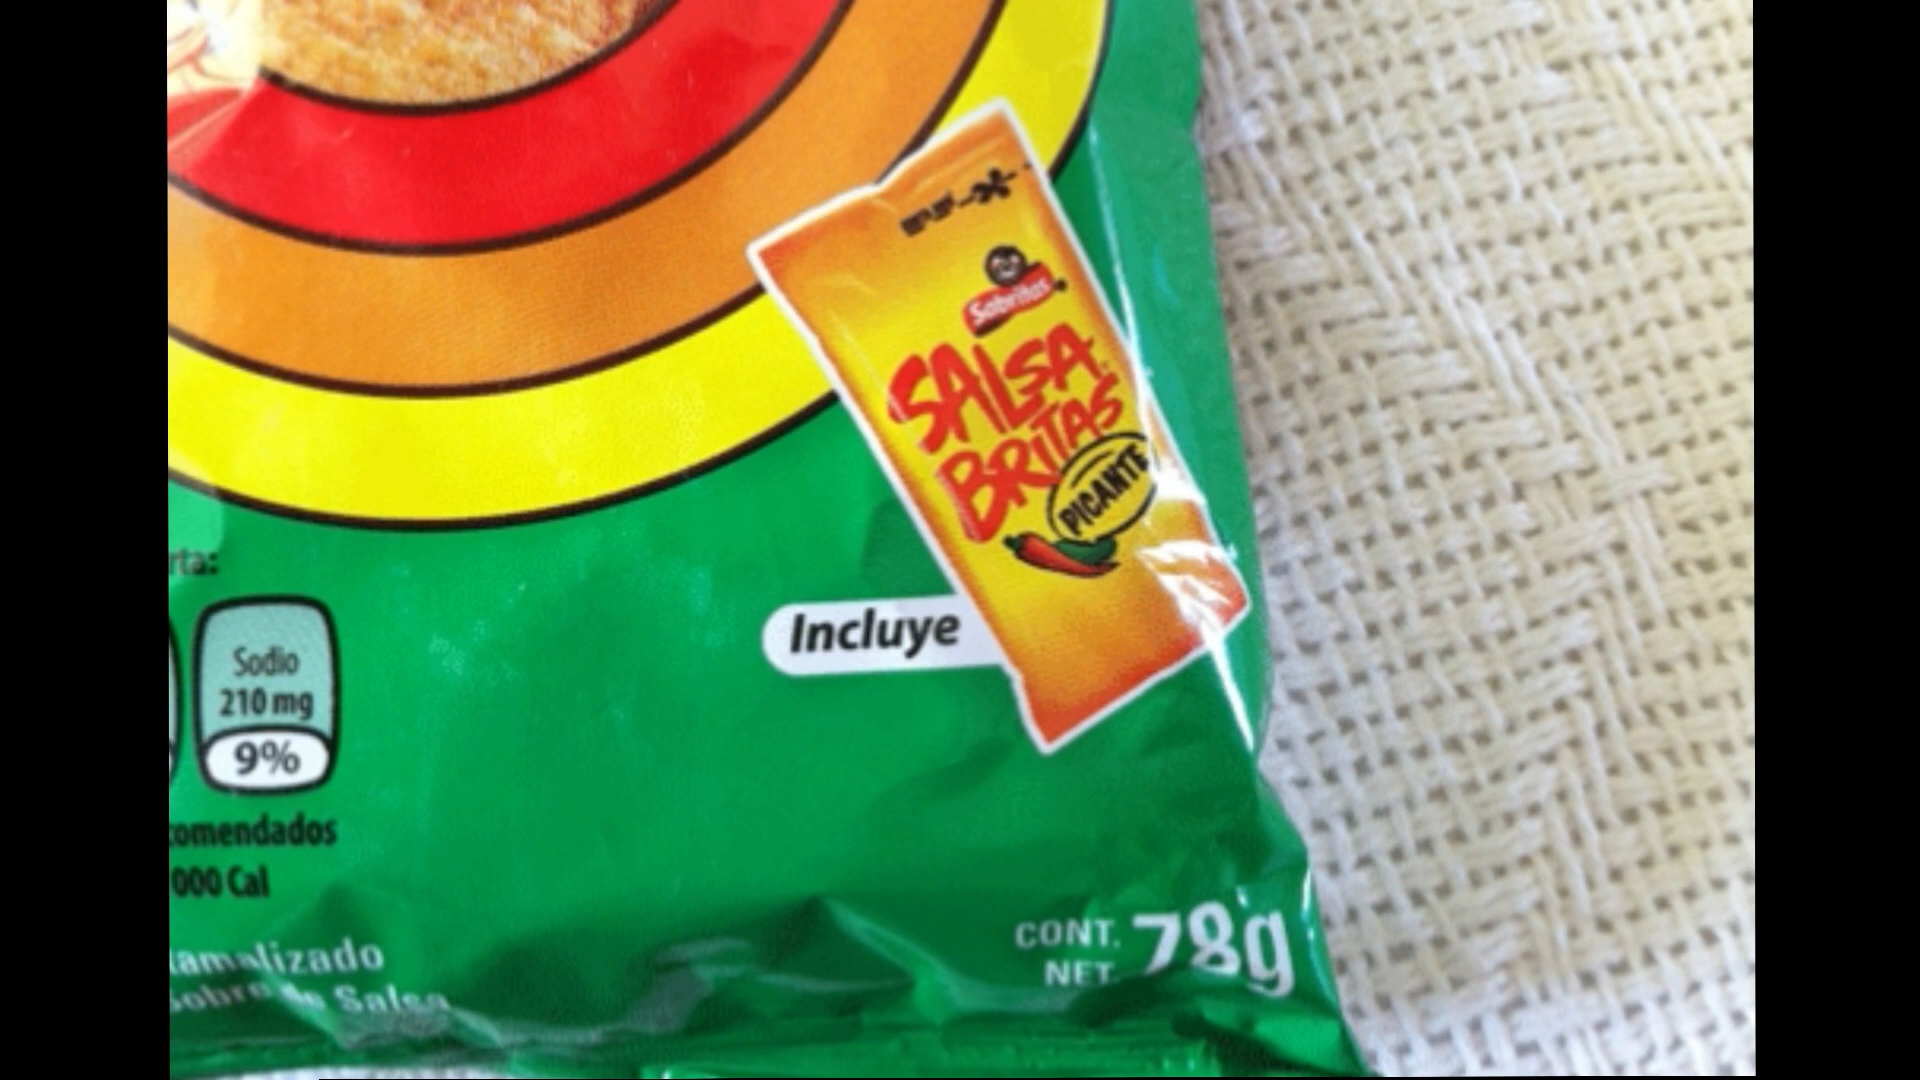 Sabritas
SALSA
BRITAS
PICANTE
rta:
Incluye
Sodio
210 mg
9%
comendados
000 Cal
CONT. 78g
NET.
amalizado
Sobre de Salsa